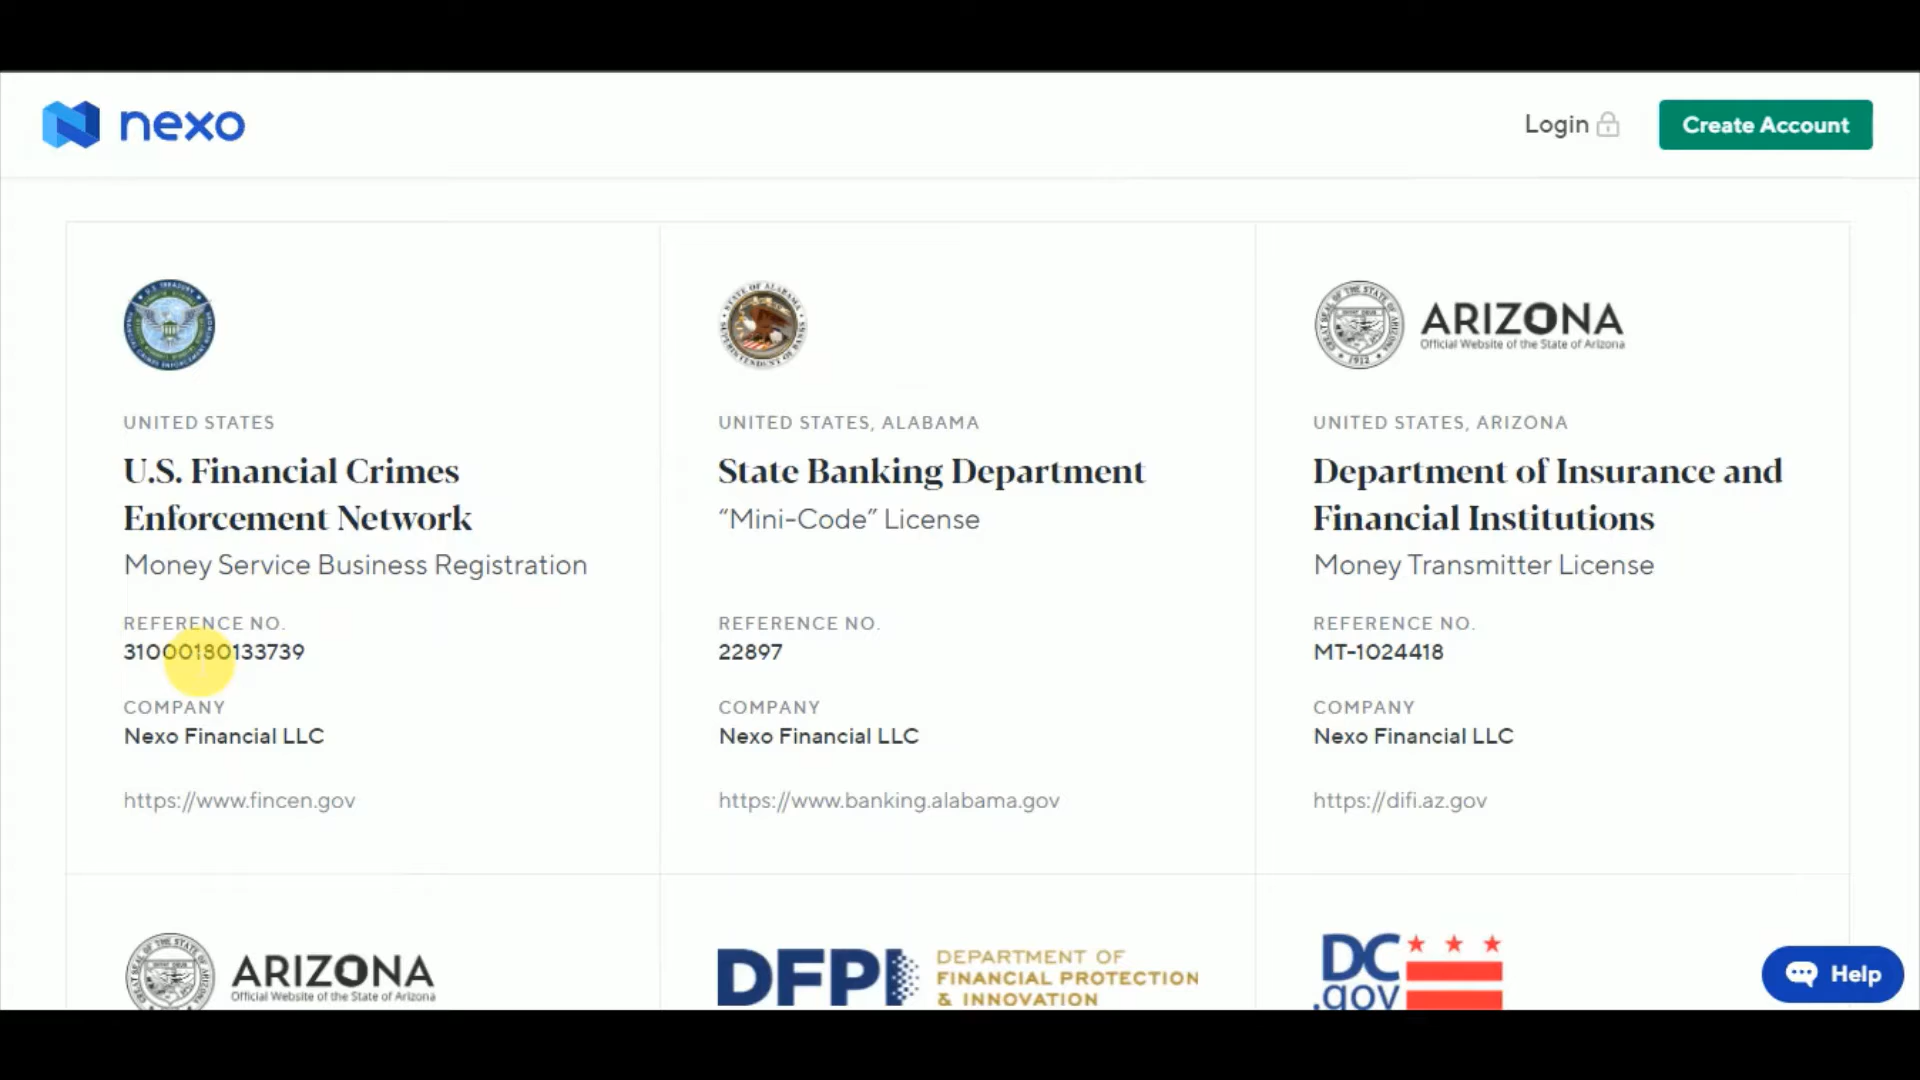 nexo
Login
Create Account
UNITED STATES
U.S. Financial Crimes
Enforcement Network
Money Service Business Registration
REFERENCE NO.
31000180133739
COMPANY
Nexo Financial LLC
https://www.fincen.gov
UNITED STATES, ALABAMA
State Banking Department
“Mini-Code” License
REFERENCE NO.
22897
COMPANY
Nexo Financial LLC
https://www.banking.alabama.gov
ARIZONA
Official Website of the State of Arizona
UNITED STATES, ARIZONA
Department of Insurance and
Financial Institutions
Money Transmitter License
REFERENCE NO.
MT-1024418
COMPANY
Nexo Financial LLC
https://difi.az.gov
ARIZONA
Official Website of the State of Arizona
DFPI
DEPARTMENT OF
FINANCIAL PROTECTION
& INNOVATION
DC
.gov
Help